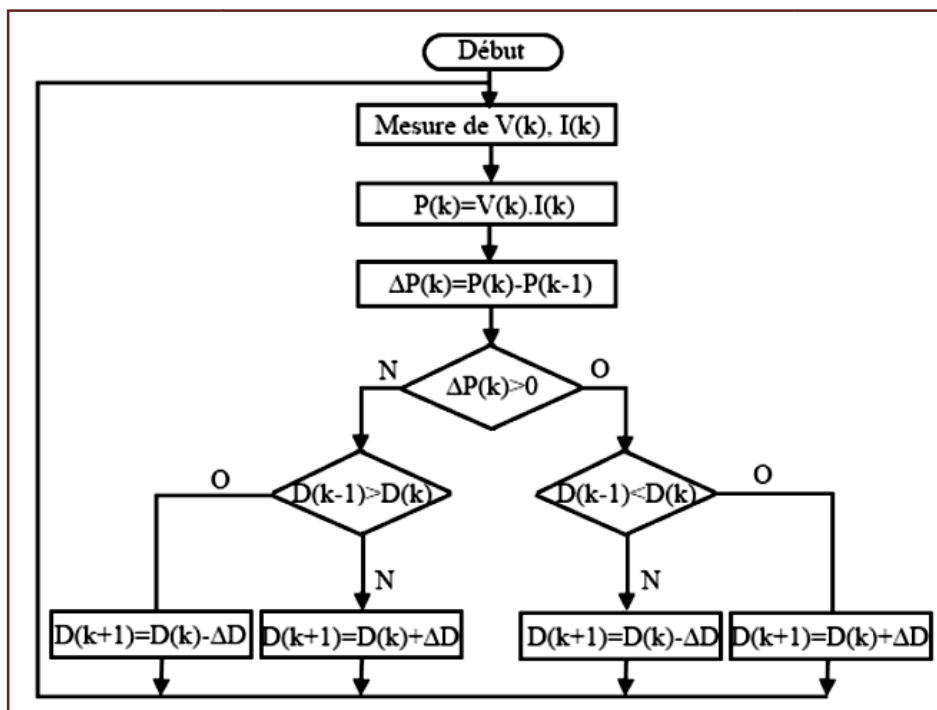 Début
Mesure de V(k), I(k)
P(k)=V(k).I(k)
ΔP(k)=P(k)-P(k-1)
N
ΔP(k)>0
O
O
D(k-1)>D(k)
D(k-1)<D(k)
O
N
N
D(k+1)=D(k)-ΔD
D(k+1)=D(k)+ΔD
D(k+1)=D(k)-ΔD
D(k+1)=D(k)+ΔD